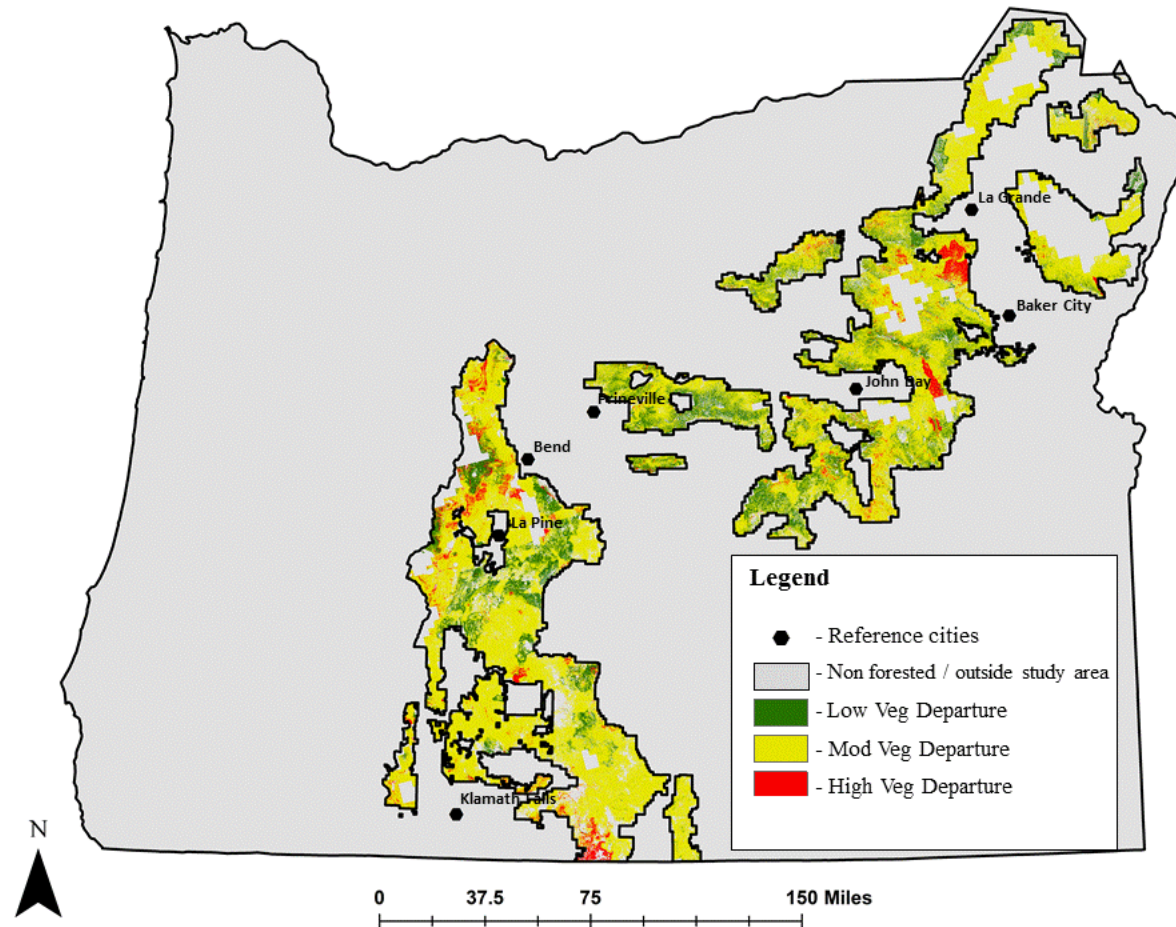 La Grande
Baker City
John Day
Prineville
Bend
La Pine
Legend
- Reference cities
- Non forested / outside study area
- Low Veg Departure
- Mod Veg Departure
- High Veg Departure
Klamath Falls
N
0 37.5 75 150 Miles